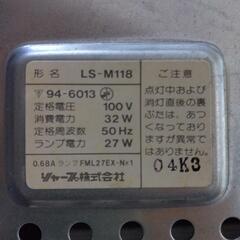 形名 LS-M118
〒94-6013
定格電圧 100V
消費電力 32W
定格周波数 50Hz
ランプ電力 27W
0.68A ランプFML27EX-N×1
シャープ株式会社
ご注意
点灯中および
消灯直後の裏
ぶたは、あつ
くなっており
ますが異常で
はありません。
04K3